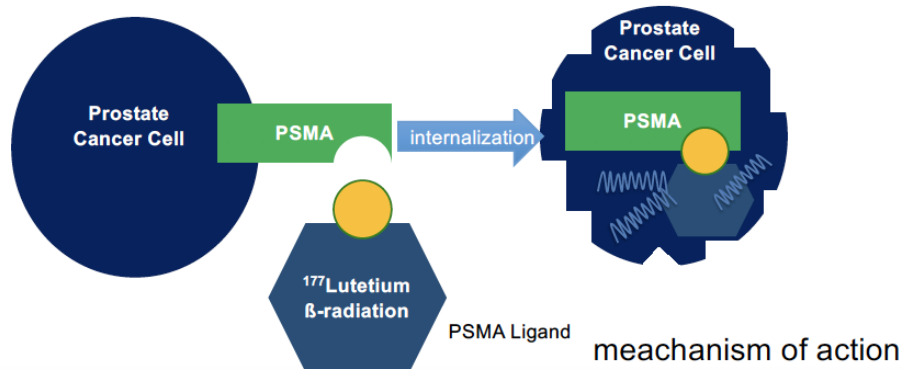 Prostate
Cancer Cell
PSMA
internalization
Prostate
Cancer Cell
PSMA
¹⁷⁷Lutetium
ß-radiation
PSMA Ligand
meachanism of action